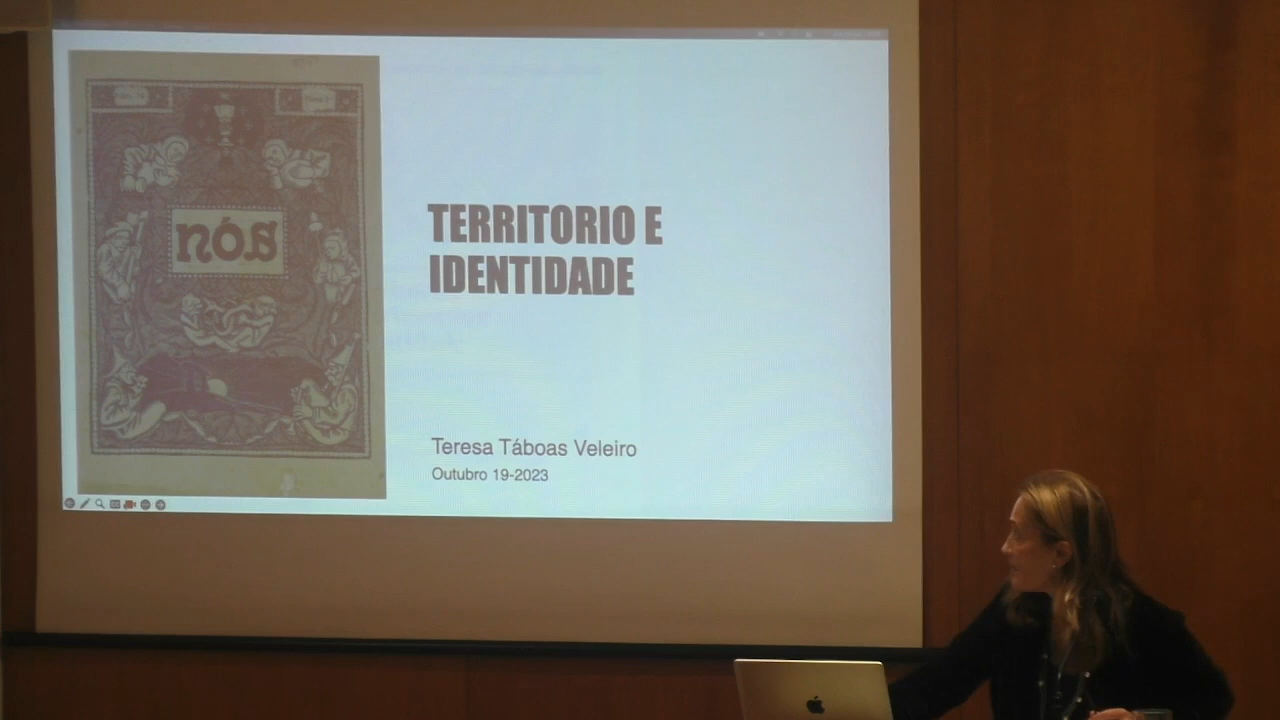 nós
TERRITORIO E
IDENTIDADE
Teresa Táboas Veleiro
Outubro 19-2023